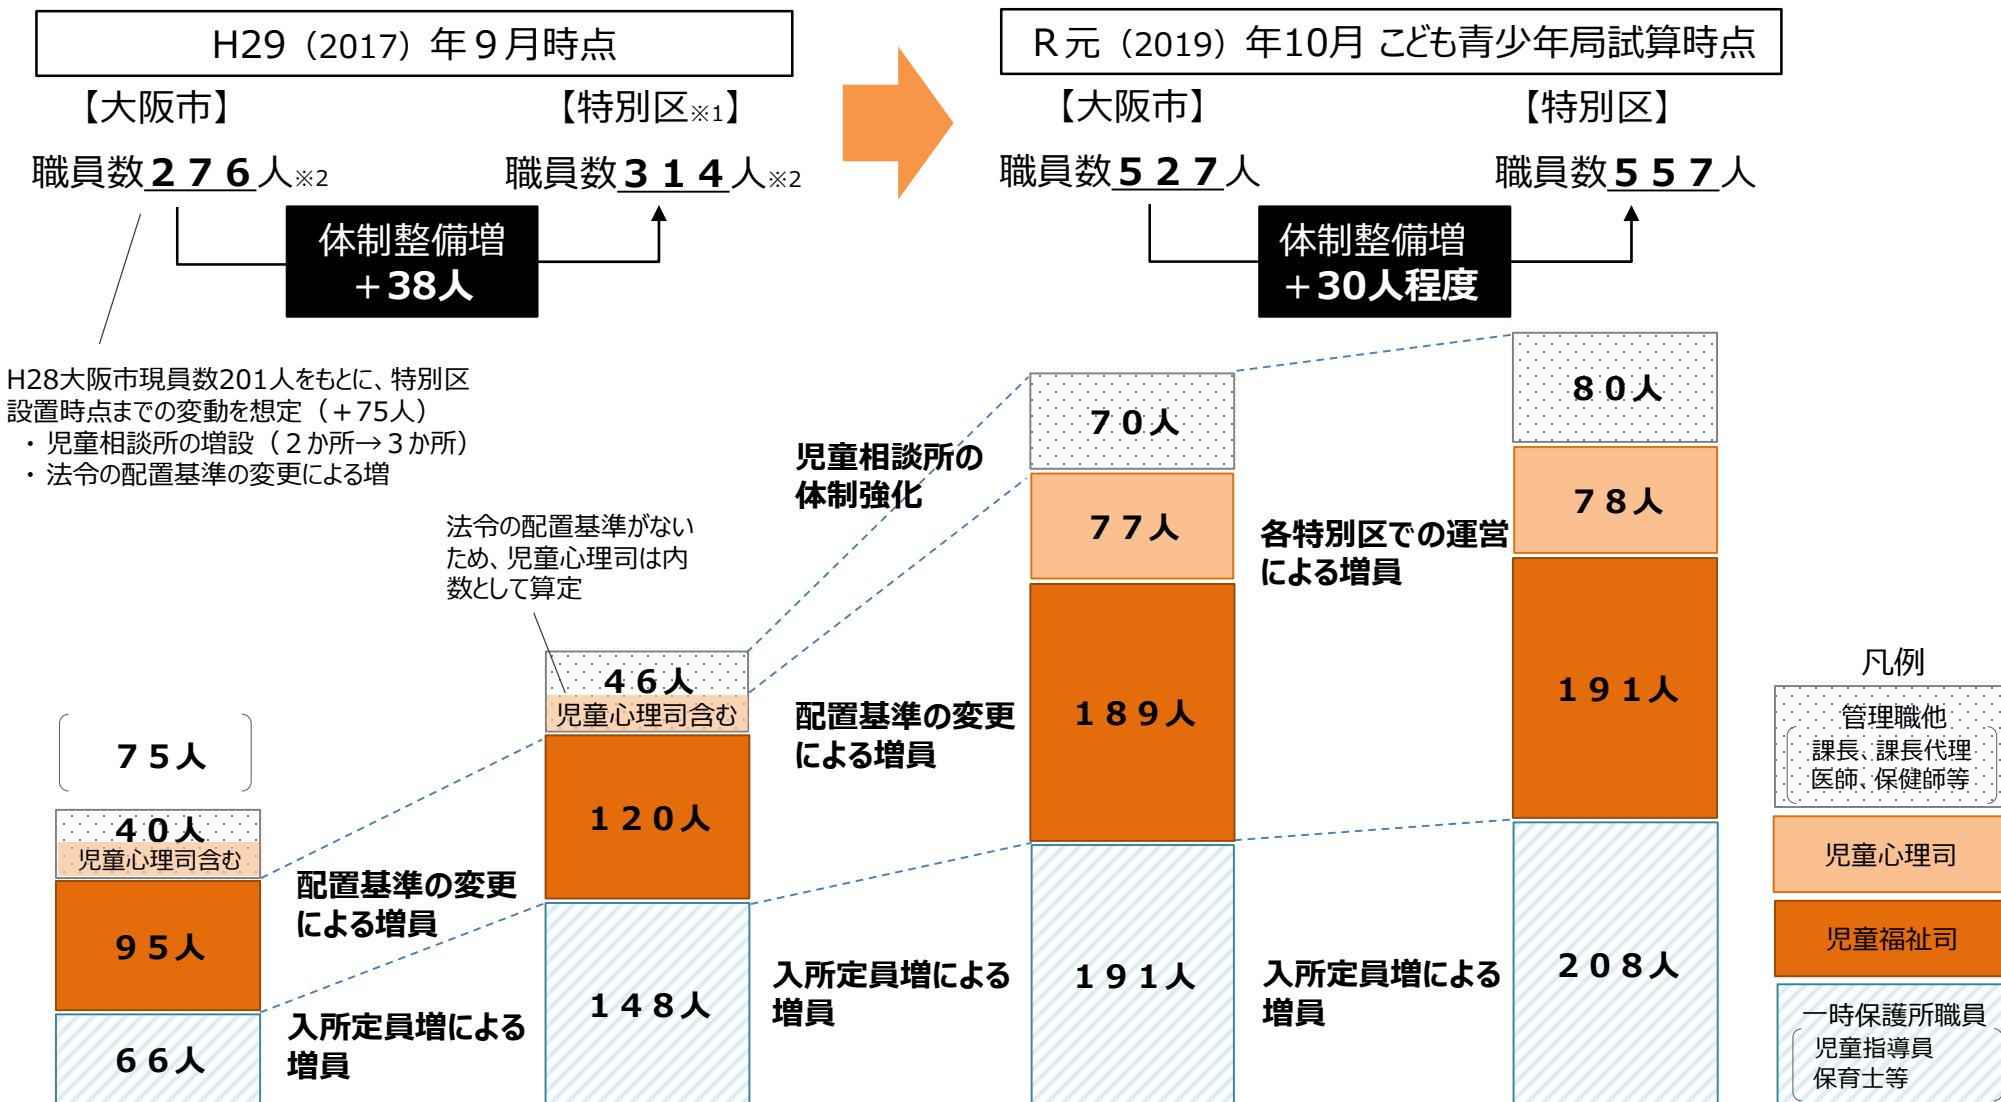 H29（2017）年９月時点
【大阪市】
【特別区※1】
職員数２７６人※2
職員数３１４人※2
体制整備増
＋38人
R元（2019）年10月 こども青少年局試算時点
【大阪市】
【特別区】
職員数５２７人
職員数５５７人
体制整備増
＋30人程度
H28大阪市現員数201人をもとに、特別区
設置時点までの変動を想定（＋75人）
・児童相談所の増設（２か所→３か所）
・法令の配置基準の変更による増
法令の配置基準がない
ため、児童心理司は内
数として算定
７５人
４０人
児童心理司含む
９５人
６６人
配置基準の変更
による増員
入所定員増による
増員
４６人
児童心理司含む
１２０人
１４８人
児童相談所の
体制強化
配置基準の変更
による増員
入所定員増による
増員
７０人
７７人
１８９人
１９１人
各特別区での運営
による増員
入所定員増による
増員
８０人
７８人
１９１人
２０８人
凡例
管理職他
課長、課長代理
医師、保健師等
児童心理司
児童福祉司
一時保護所職員
児童指導員
保育士等